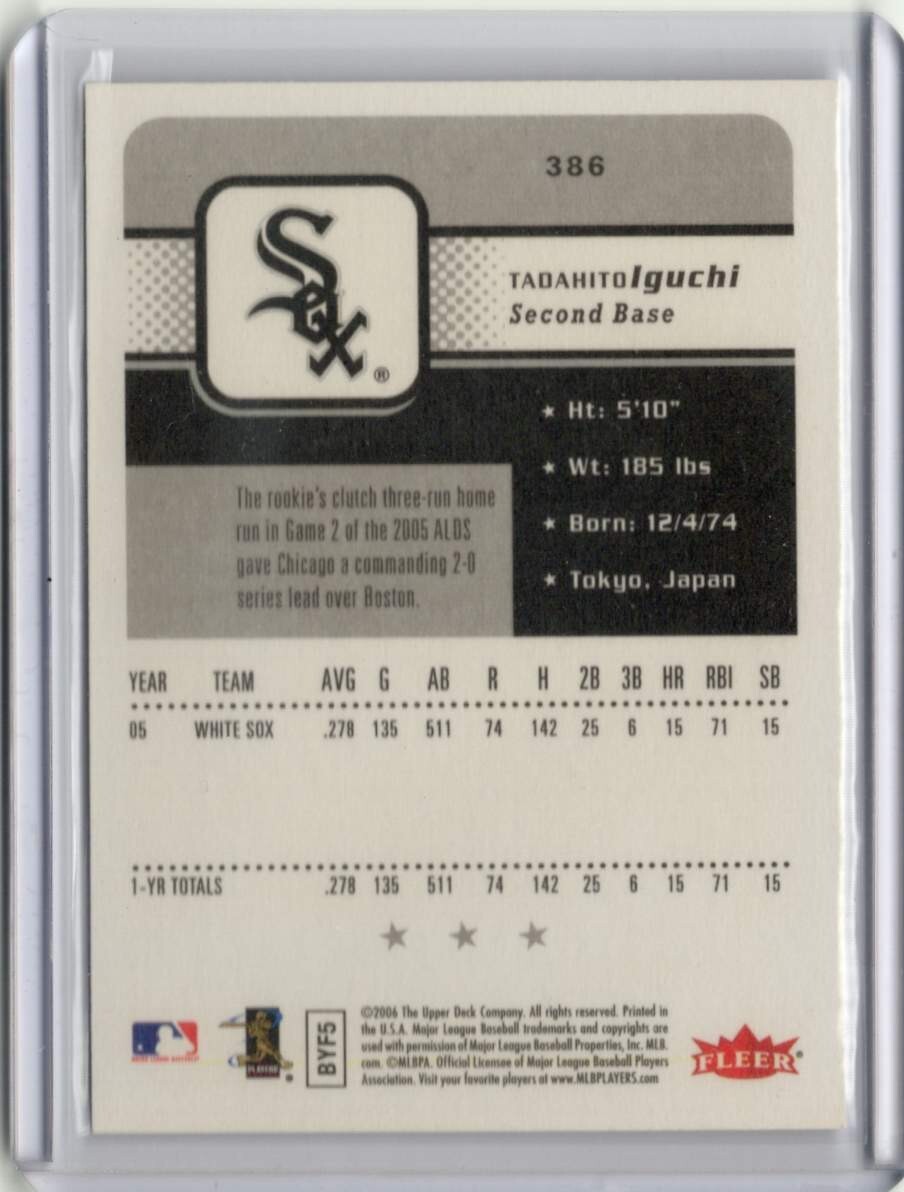 386
Sox ®
TADAHITO Iguchi
Second Base
★ Ht: 5'10"
★ Wt: 185 lbs
★ Born: 12/4/74
★ Tokyo, Japan
The rookie's clutch three-run home
run in Game 2 of the 2005 ALDS
gave Chicago a commanding 2-0
series lead over Boston.
YEAR TEAM AVG G AB R H 2B 3B HR RBI SB
05 WHITE SOX .278 135 511 74 142 25 6 15 71 15
1-YR TOTALS .278 135 511 74 142 25 6 15 71 15
BYF5
©2006 The Upper Deck Company. All rights reserved. Printed in
the U.S.A. Major League Baseball trademarks and copyrights are
used with permission of Major League Baseball Properties, Inc. MLB.
com. ©MLBPA. Official Licensee of Major League Baseball Players
Association. Visit your favorite players at www.MLBPLAYERS.com
FLEER®